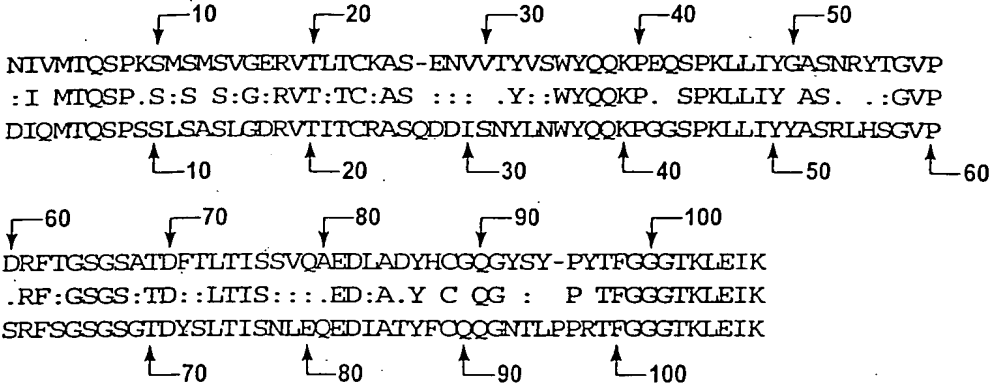 10 20 30 40 50
NIVMTQSPKSMSMSVGERVTLTCKAS-ENVVTYVSWYQQKPEQSPKLLIYGASNRYTGVP
:I MTQSP.S:S S:G:RVT:TC:AS ::: .Y::WYQQKP. SPKLLIY AS. .:GVP
DIQMTQSPSSLSASLGDRVTITCRASQDDISNYLNWYQQKPGGSPKLLIYYASRLHSGVP
10 20 30 40 50 60
60 70 80 90 100
DRFTGSGSATDFTLTISSVQAEDLADYHCGQGYSY-PYTFGGGTKLEIK
.RF:GSGS:TD::LTIS::::.ED:A.Y C QG : P TFGGGTKLEIK
SRFSGSGSGTDYSLTISNLEQEDIATYFCQQGNTLPPRTFGGGTKLEIK
70 80 90 100